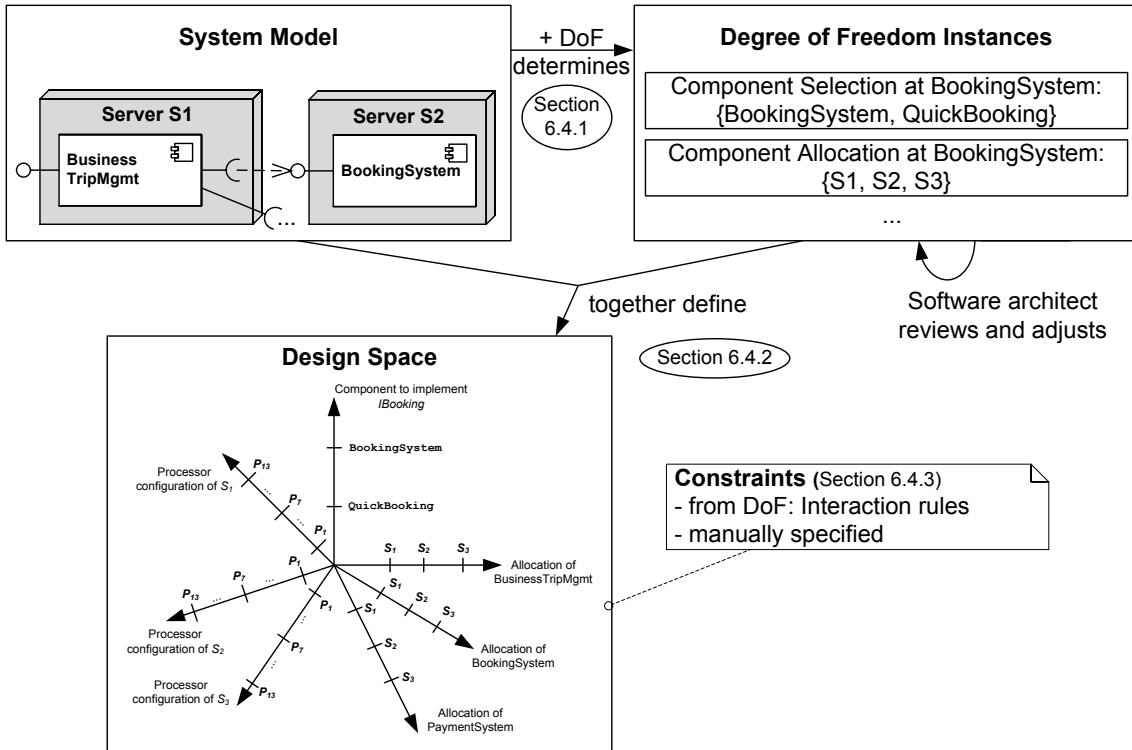 System Model
Server S1
Business
TripMgmt
...
Server S2
BookingSystem
+ DoF
determines
Section
6.4.1
Degree of Freedom Instances
Component Selection at BookingSystem:
{BookingSystem, QuickBooking}
Component Allocation at BookingSystem:
{S1, S2, S3}
...
together define
Section 6.4.2
Software architect
reviews and adjusts
Design Space
Component to implement
IBooking
BookingSystem
QuickBooking
Processor
configuration of S1
P13
...
P7
...
P1
S1
S2
S3
Allocation of
BusinessTripMgmt
S1
S2
S3
Allocation of
BookingSystem
S1
S2
S3
Allocation of
PaymentSystem
P1
...
P7
...
P13
Processor
configuration of S2
P1
...
P7
...
P13
Processor
configuration of S3
Constraints (Section 6.4.3)
- from DoF: Interaction rules
- manually specified